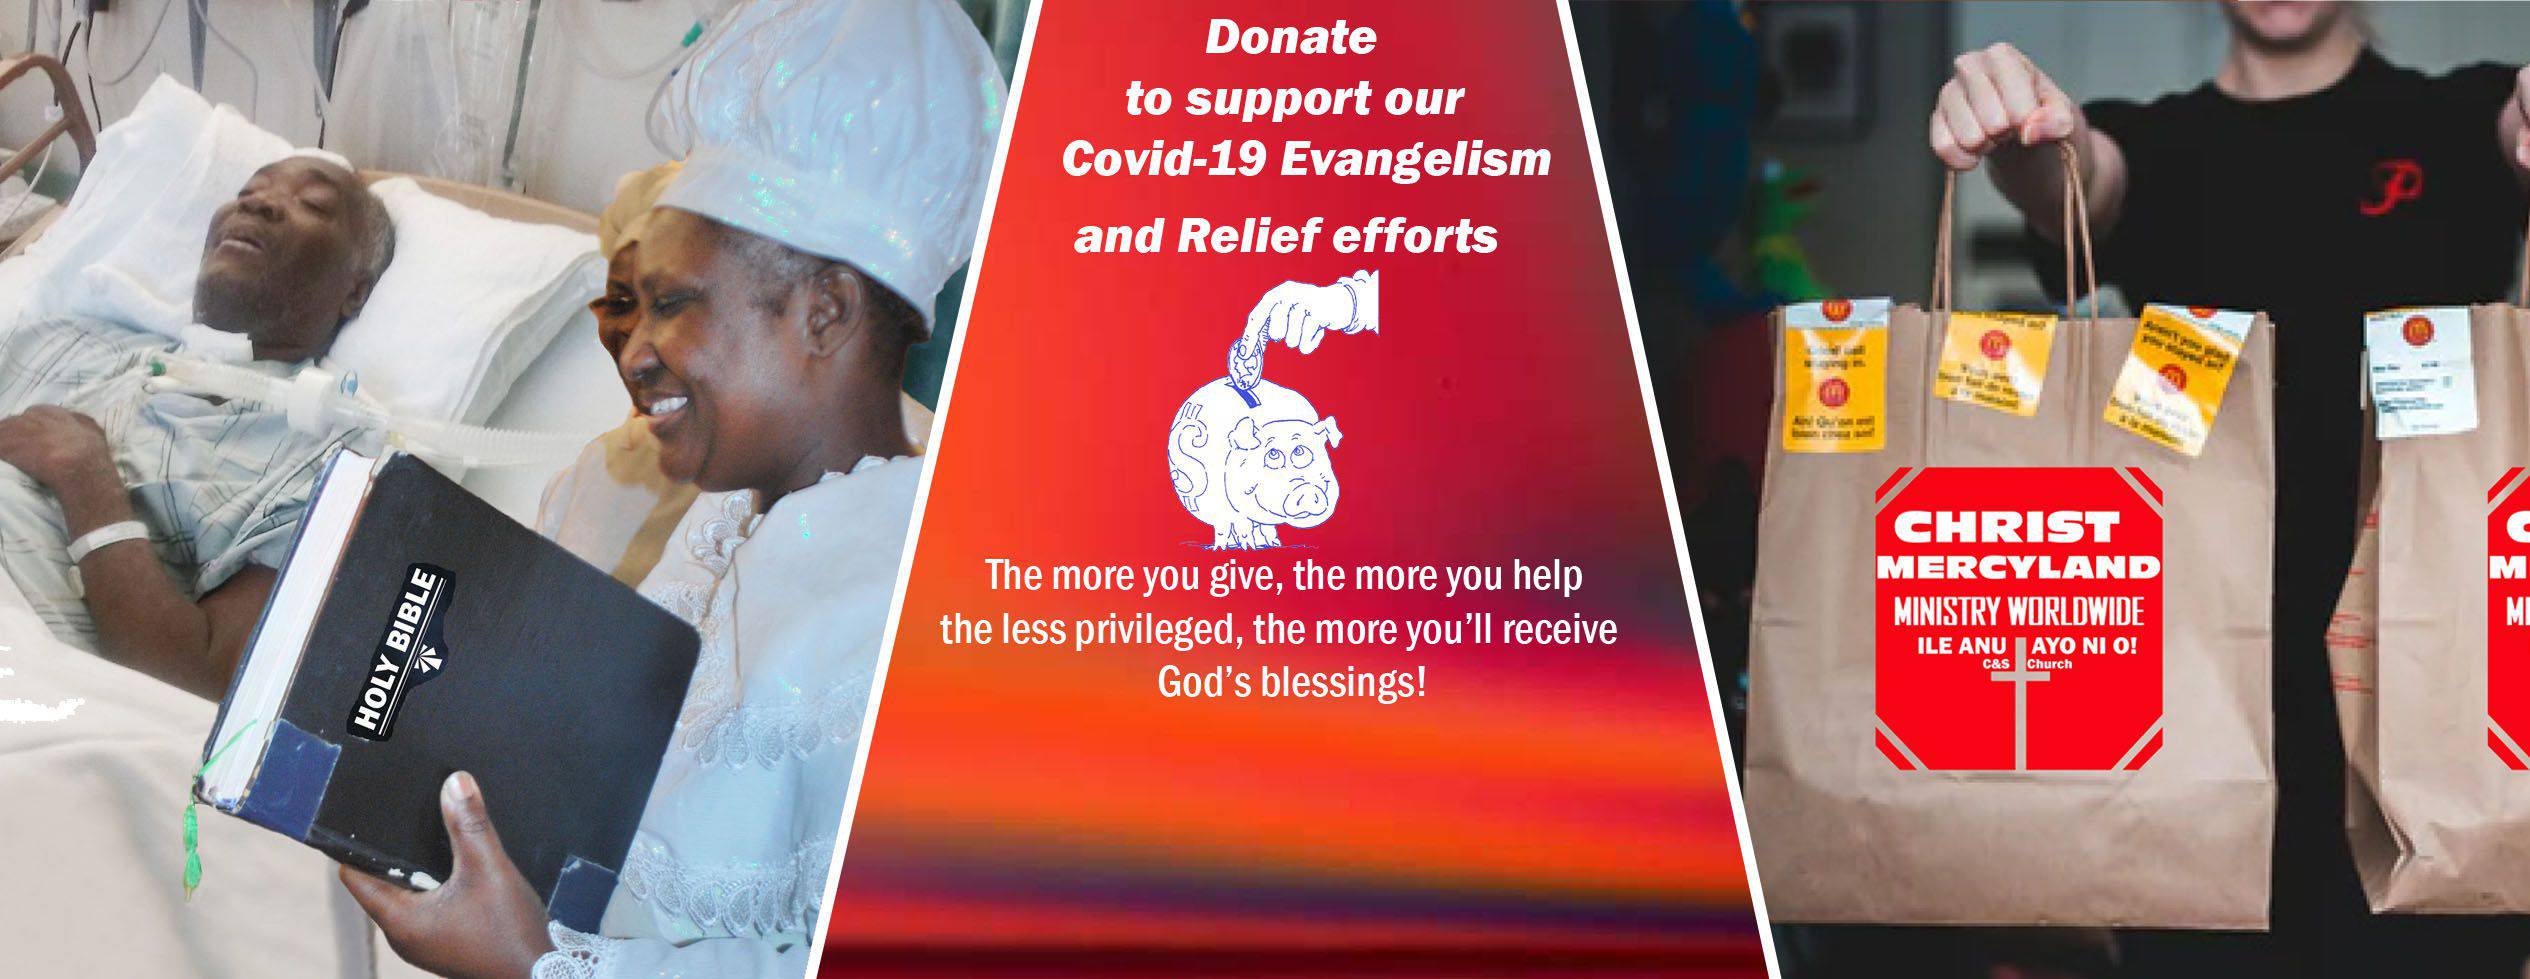 HOLY BIBLE
Donate
to support our
Covid-19 Evangelism
and Relief efforts
The more you give, the more you help
the less privileged, the more you'll receive
God's blessings!
CHRIST
MERCYLAND
MINISTRY WORLDWIDE
ILE ANU AYO NI O!
C&S Church
C
M
MI